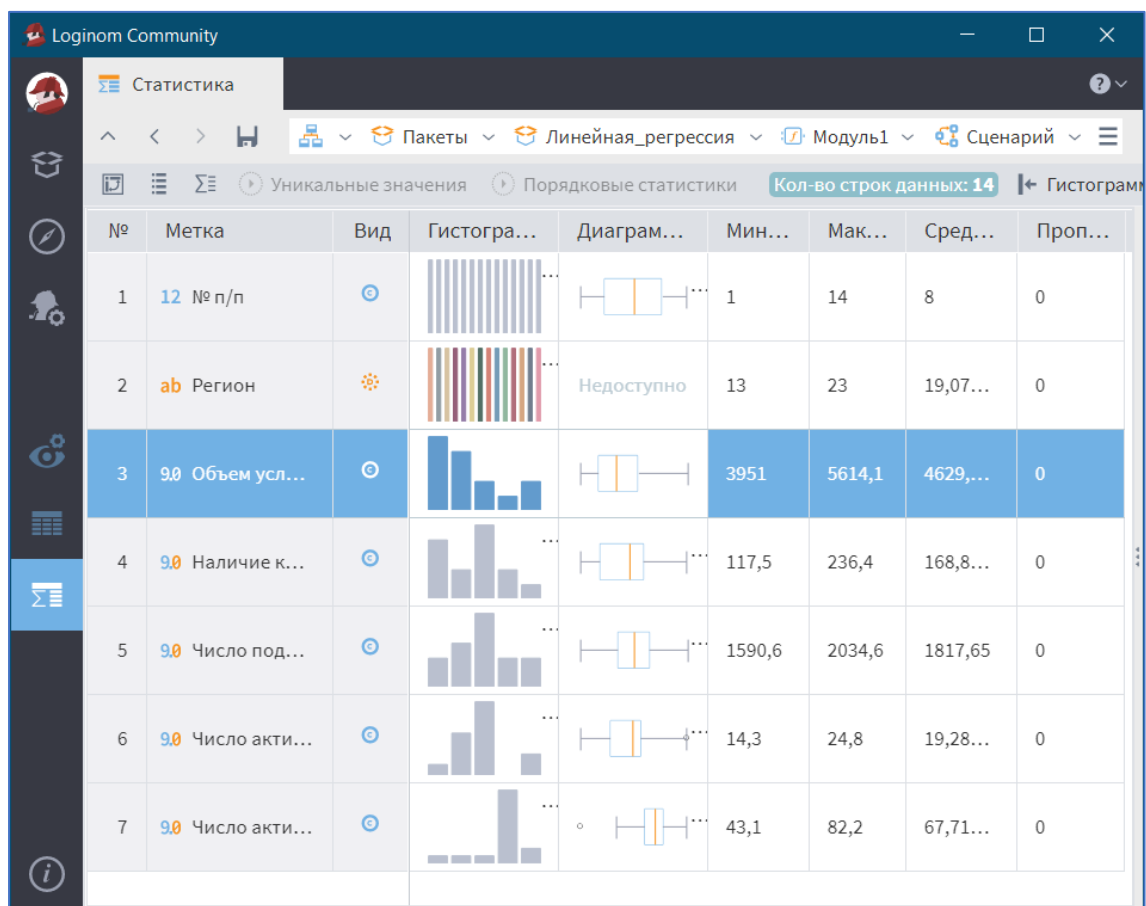 Loginom Community
Статистика
Пакеты Линейная_регрессия Модуль1 Сценарий
Уникальные значения Порядковые статистики Кол-во строк данных: 14 Гистограм
№ Метка Вид Гистогра... Диаграм... Мин... Мак... Сред... Проп...
1 12 № п/п 1 14 8 0
2 ab Регион Недоступно 13 23 19,07... 0
3 9.0 Объем усл... 3951 5614,1 4629,... 0
4 9.0 Наличие к... 117,5 236,4 168,8... 0
5 9.0 Число под... 1590,6 2034,6 1817,65 0
6 9.0 Число акти... 14,3 24,8 19,28... 0
7 9.0 Число акти... 43,1 82,2 67,71... 0